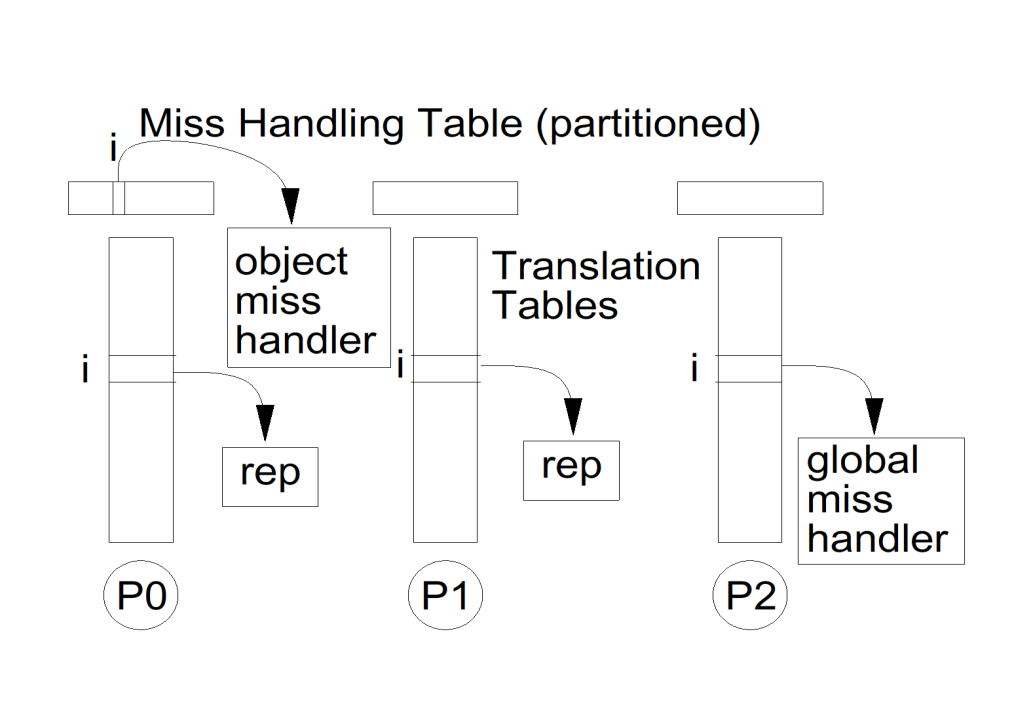 Miss Handling Table (partitioned)
i
object
miss
handler
Translation
Tables
i
i
i
rep
rep
global
miss
handler
P0
P1
P2